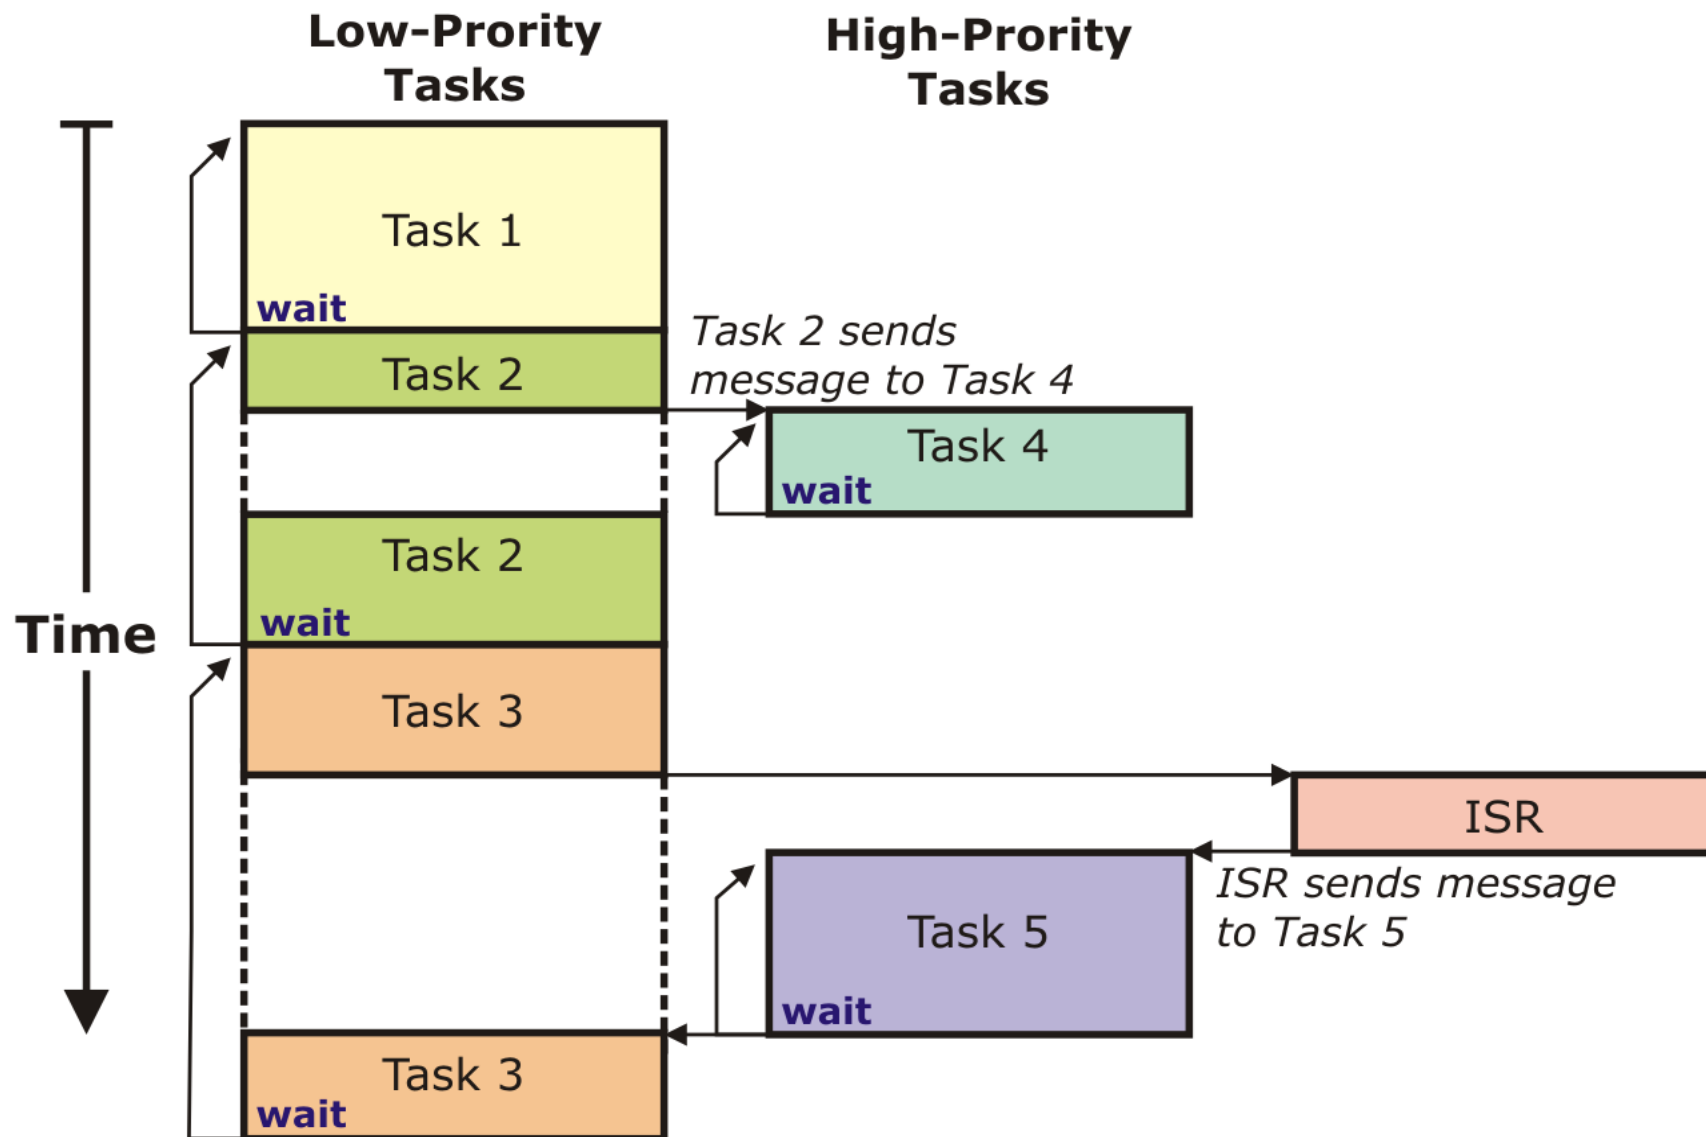 Low-Prority
Tasks
High-Prority
Tasks
Task 1
wait
Task 2 sends
message to Task 4
Task 2
Task 4
wait
Task 2
wait
Time
Task 3
ISR
ISR sends message
to Task 5
Task 5
wait
Task 3
wait